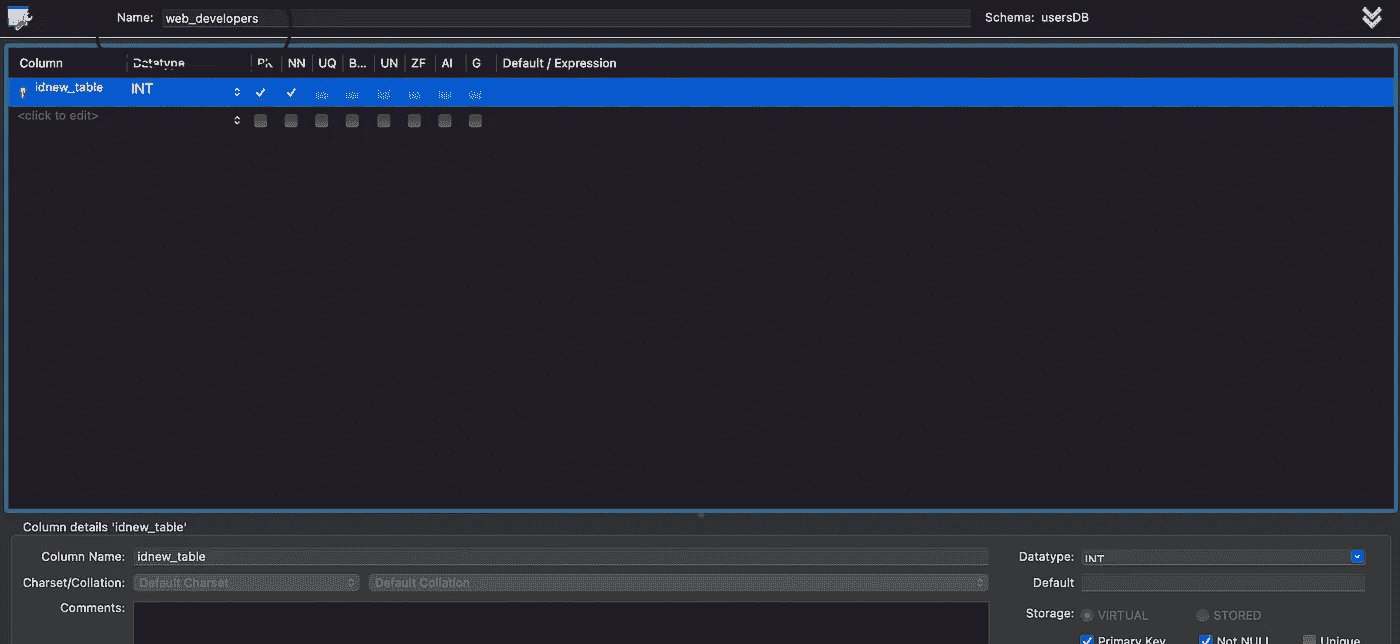 Name: web_developers Schema: usersDB
Column Datatype PK NN UQ B... UN ZF AI G Default / Expression
idnew_table INT
<click to edit>
Column details 'idnew_table'
Column Name: idnew_table Datatype: INT
Charset/Collation: Default Charset Default Collation Default
Comments: Storage: VIRTUAL STORED
Primary Key Not NULL Unique